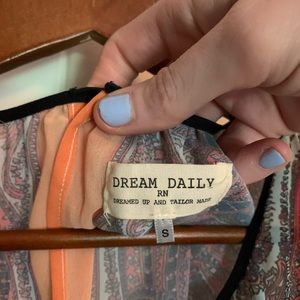 DREAM DAILY
RN
DREAMED UP AND TAILOR MADE
S